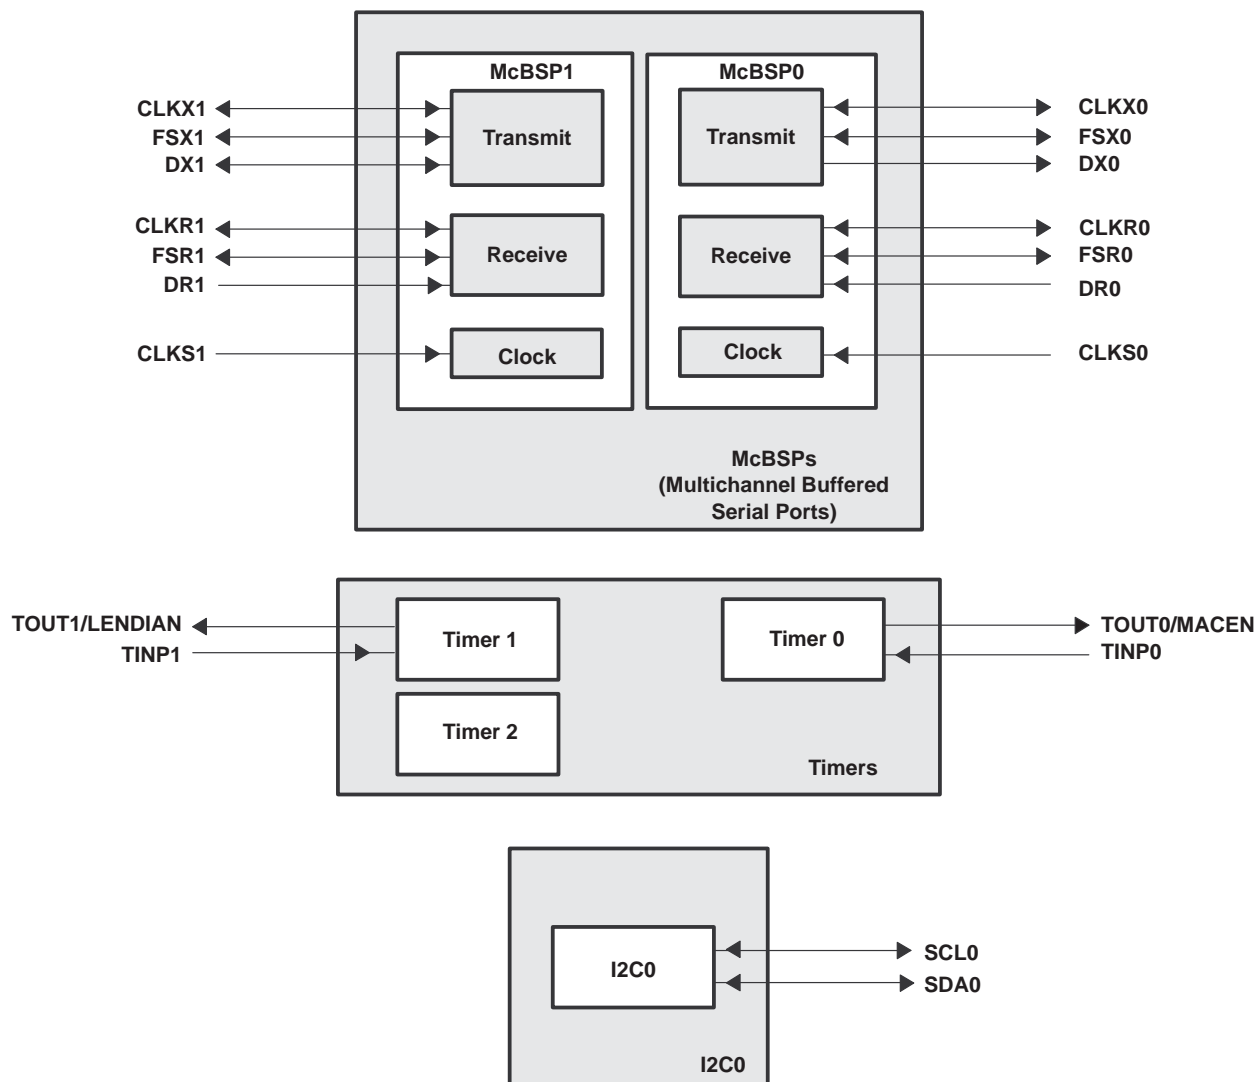 McBSP1
McBSP0
CLKX1
FSX1
DX1
Transmit
Transmit
CLKX0
FSX0
DX0
CLKR1
FSR1
DR1
Receive
Receive
CLKR0
FSR0
DR0
CLKS1
Clock
Clock
CLKS0
McBSPs
(Multichannel Buffered
Serial Ports)
TOUT1/LENDIAN
TINP1
Timer 1
Timer 0
TOUT0/MACEN
TINP0
Timer 2
Timers
I2C0
SCL0
SDA0
I2C0